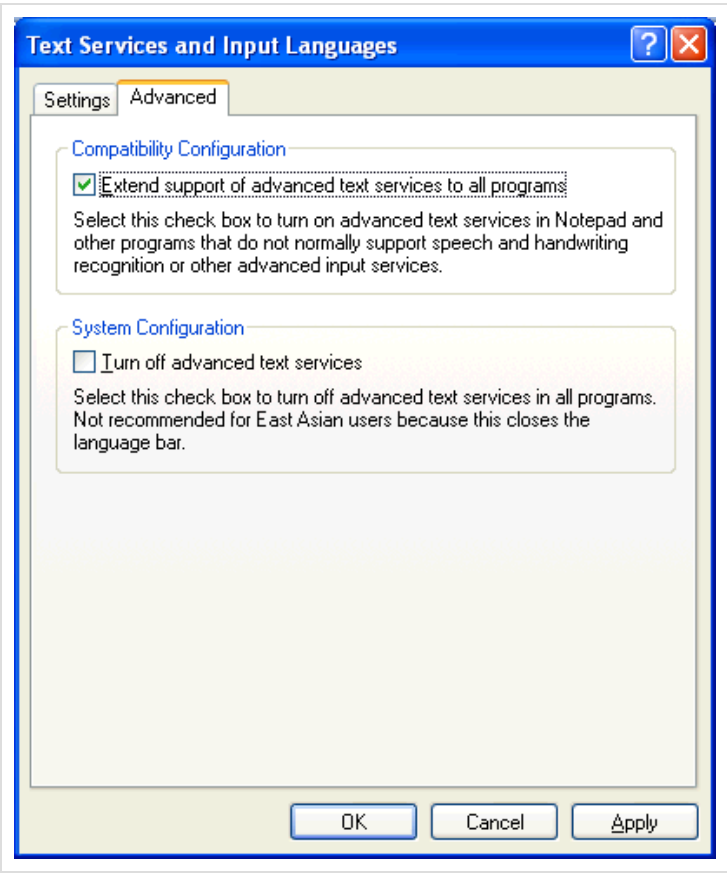 Text Services and Input Languages
Settings
Advanced
Compatibility Configuration
Extend support of advanced text services to all programs
Select this check box to turn on advanced text services in Notepad and
other programs that do not normally support speech and handwriting
recognition or other advanced input services.
System Configuration
Turn off advanced text services
Select this check box to turn off advanced text services in all programs.
Not recommended for East Asian users because this closes the
language bar.
OK
Cancel
Apply